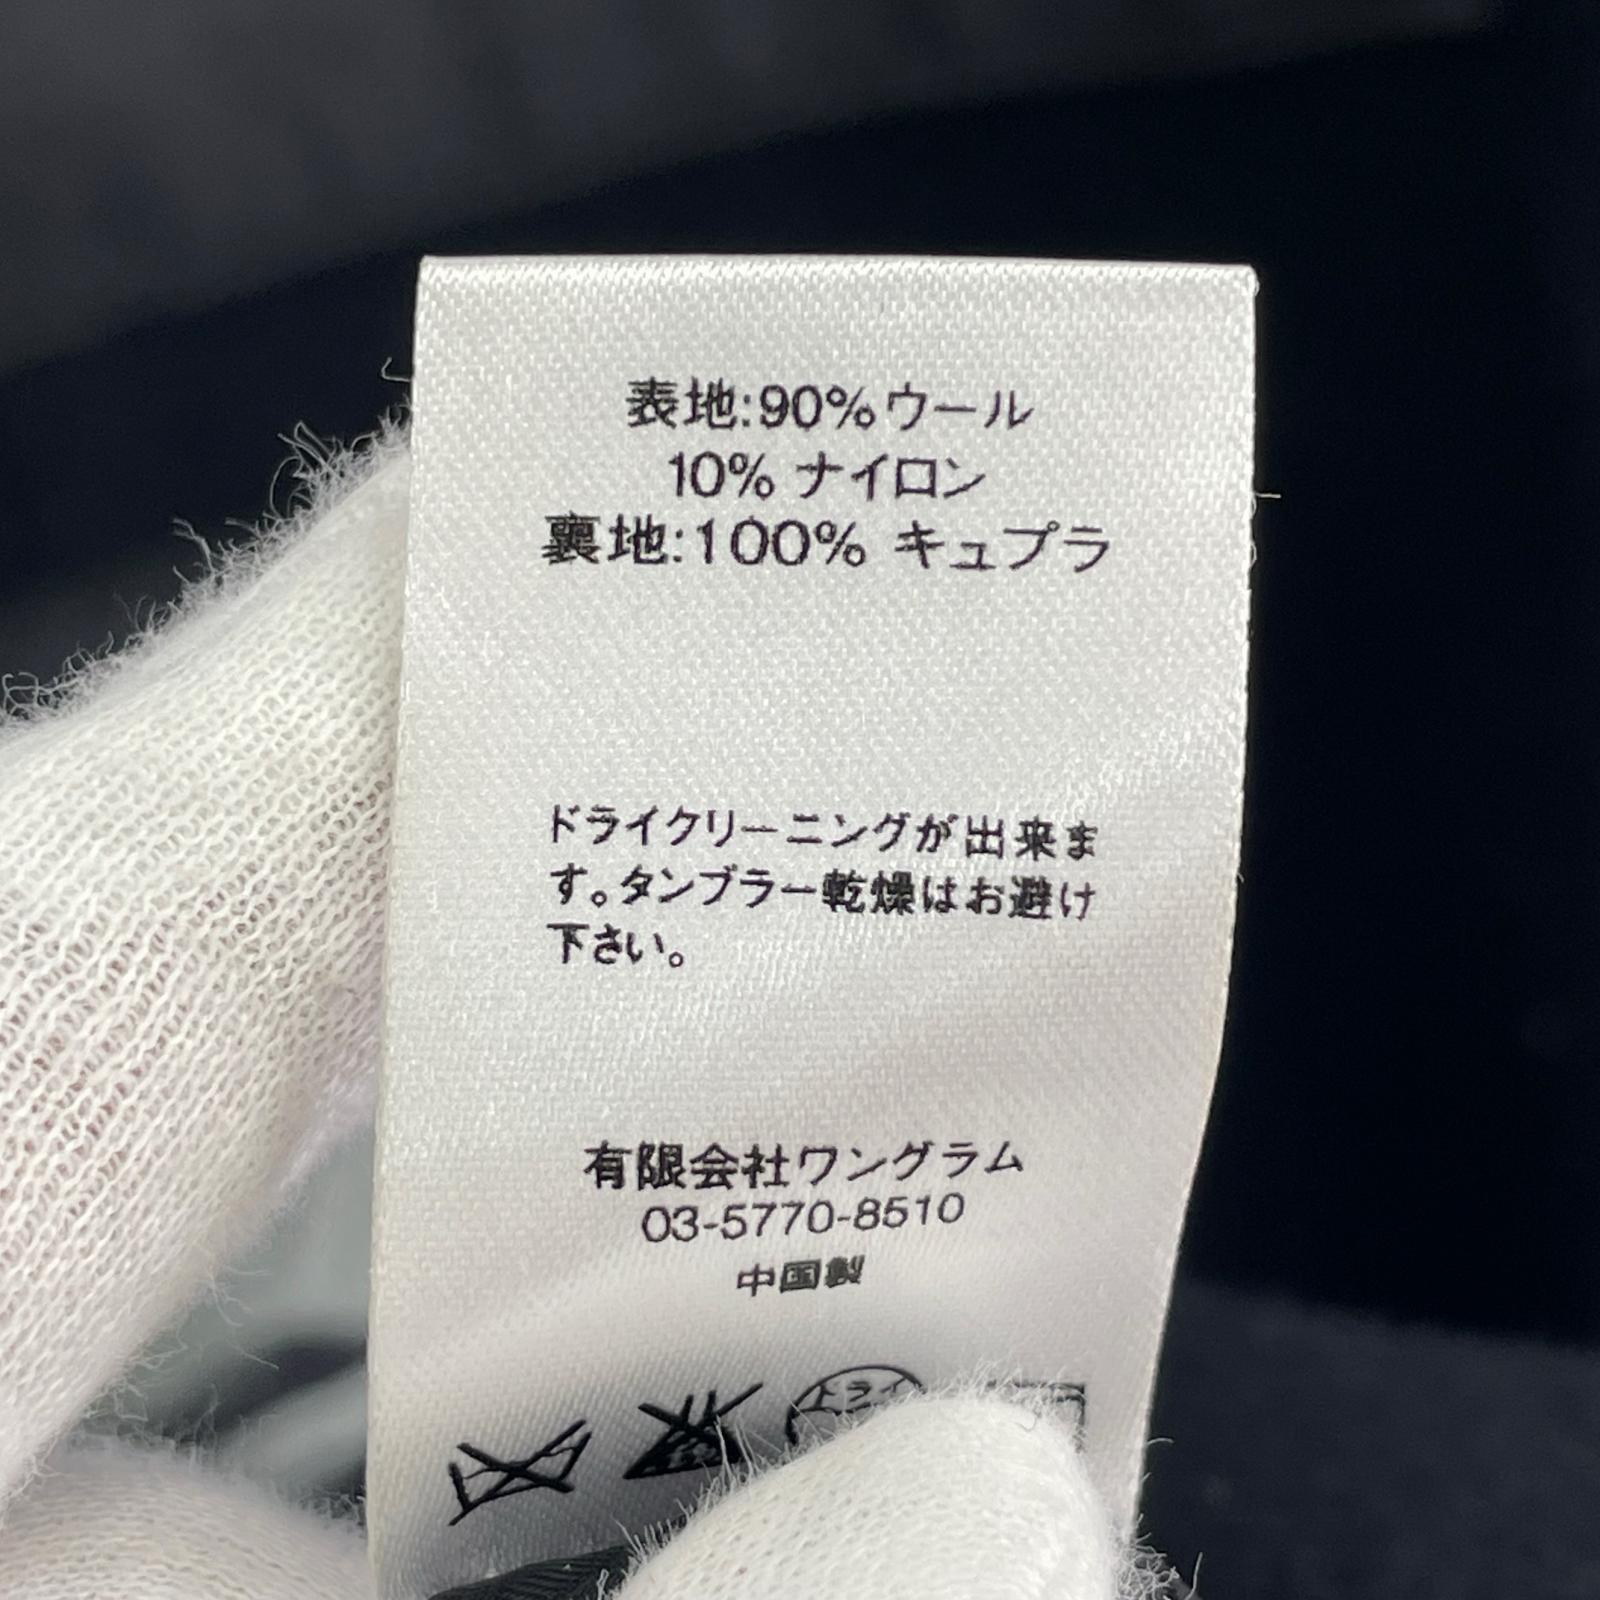 表地:90%ウール
10% ナイロン
裏地:100% キュプラ
ドライクリーニングが出来ま
す。タンブラー乾燥はお避け
下さい。
有限会社ワングラム
03-5770-8510
中国製
ドライ